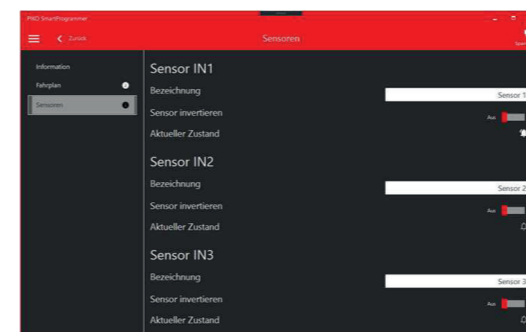 PIKO SmartProgrammer
Zurück
Sensoren
Information
Fahrplan
Sensoren
Sensor IN1
Bezeichnung
Sensor 1
Sensor invertieren
Aus
Aktueller Zustand
Sensor IN2
Bezeichnung
Sensor 2
Sensor invertieren
Aus
Aktueller Zustand
Sensor IN3
Bezeichnung
Sensor 3
Sensor invertieren
Aus
Aktueller Zustand